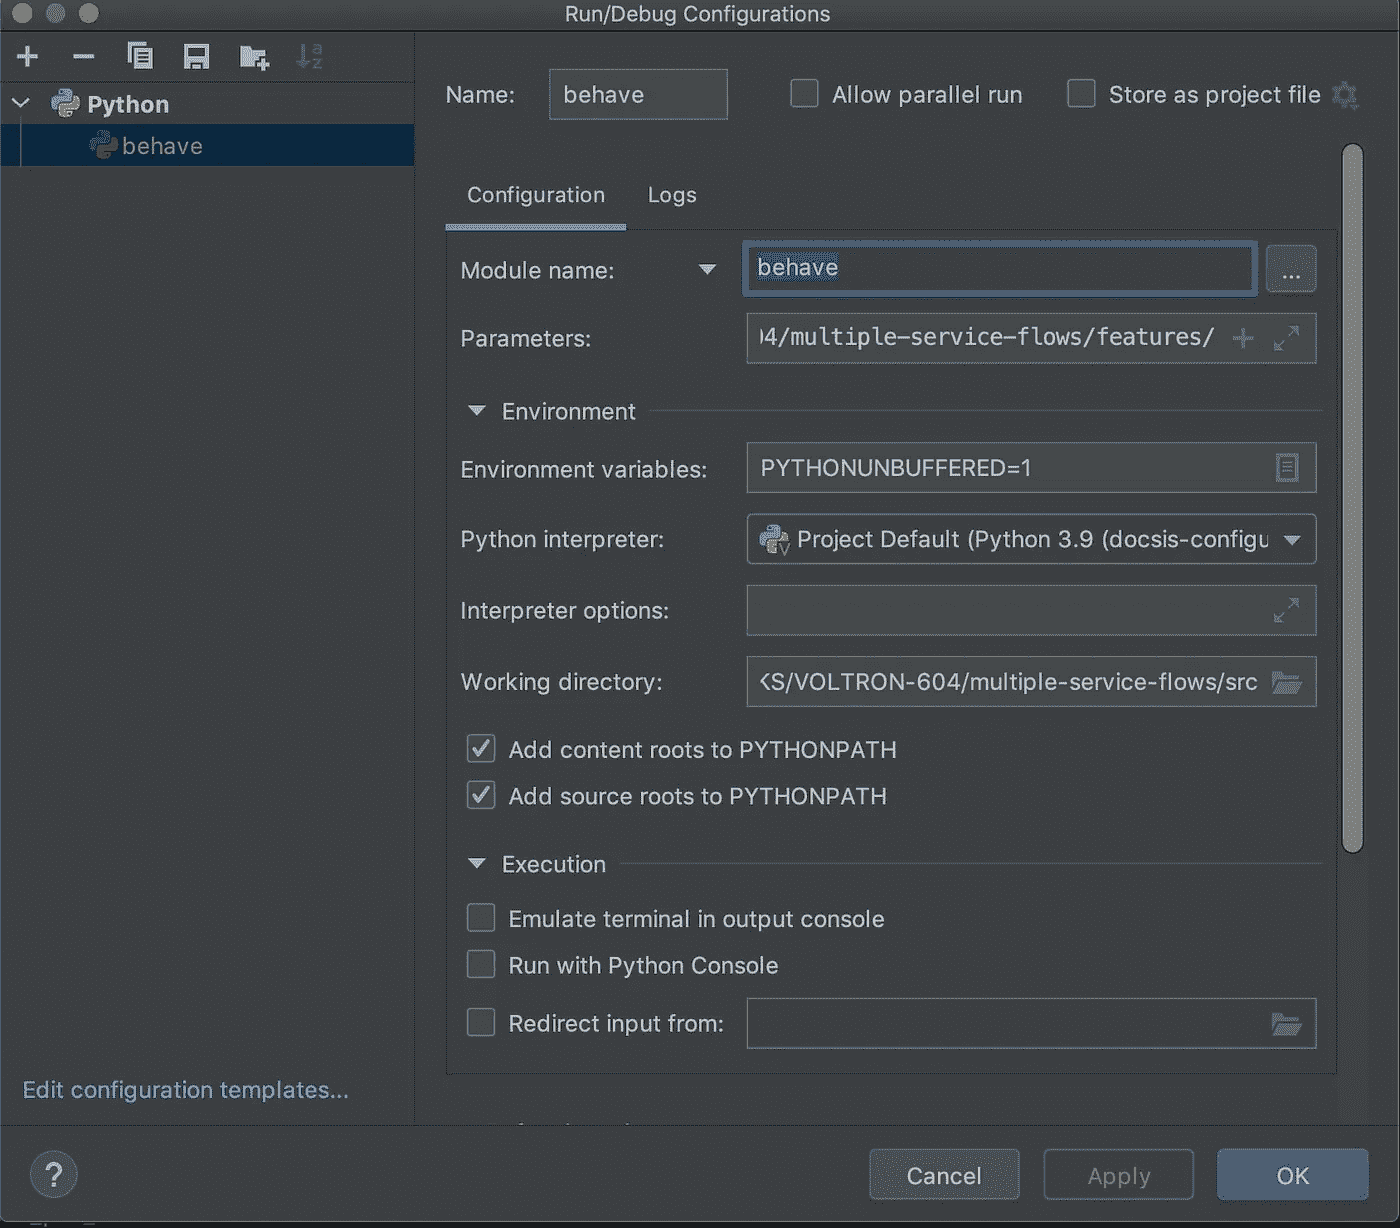 Run/Debug Configurations
Python
behave
Name: behave Allow parallel run Store as project file
Configuration Logs
Module name: behave ...
Parameters: 04/multiple-service-flows/features/
Environment
Environment variables: PYTHONUNBUFFERED=1
Python interpreter: Project Default (Python 3.9 (docsis-configu
Interpreter options:
Working directory: KS/VOLTRON-604/multiple-service-flows/src
Add content roots to PYTHONPATH
Add source roots to PYTHONPATH
Execution
Emulate terminal in output console
Run with Python Console
Redirect input from:
Edit configuration templates...
? Cancel Apply OK